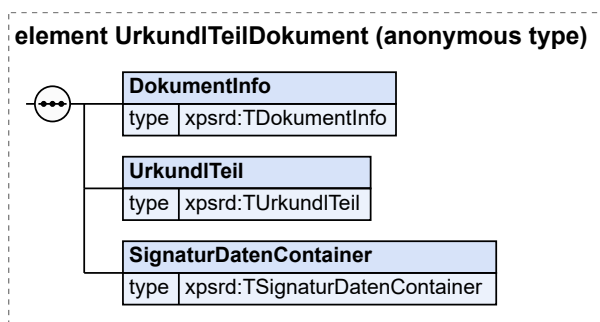 element UrkundlTeilDokument (anonymous type)
DokumentInfo
type xpsrd:TDokumentInfo
UrkundlTeil
type xpsrd:TUrkundlTeil
SignaturDatenContainer
type xpsrd:TSignaturDatenContainer